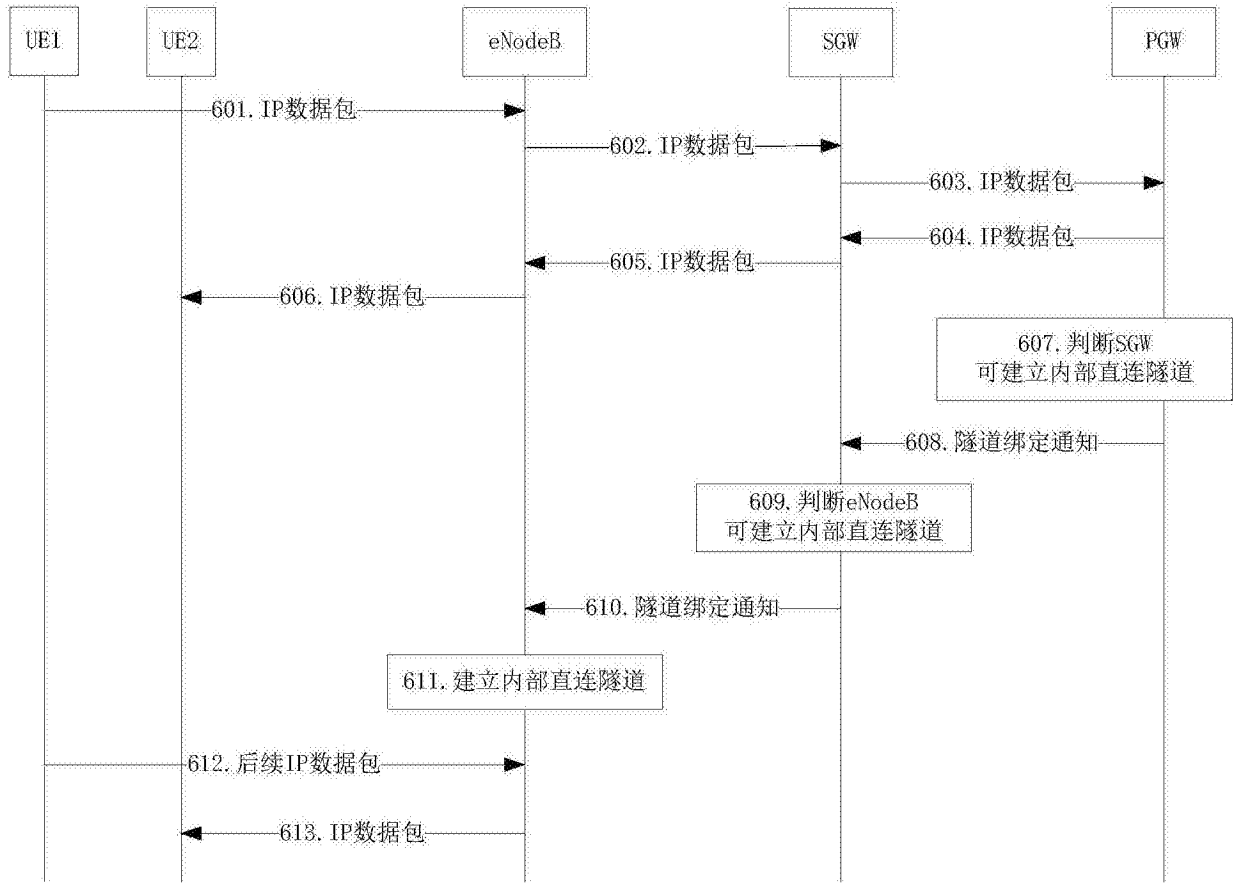 UE1
UE2
eNodeB
SGW
PGW
601.IP数据包
602.IP数据包
603.IP数据包
604.IP数据包
605.IP数据包
606.IP数据包
607.判断SGW
可建立内部直连隧道
608.隧道绑定通知
609.判断eNodeB
可建立内部直连隧道
610.隧道绑定通知
611.建立内部直连隧道
612.后续IP数据包
613.IP数据包